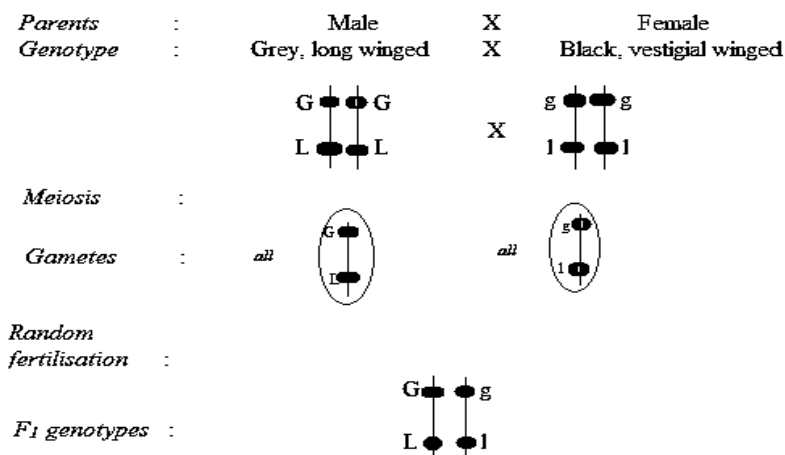 Parents : Male X Female
Genotype : Grey, long winged X Black, vestigial winged
G G g g
X
L L l l
Meiosis :
G g
Gametes : all all
L l
Random
fertilisation :
G g
F1 genotypes :
L l